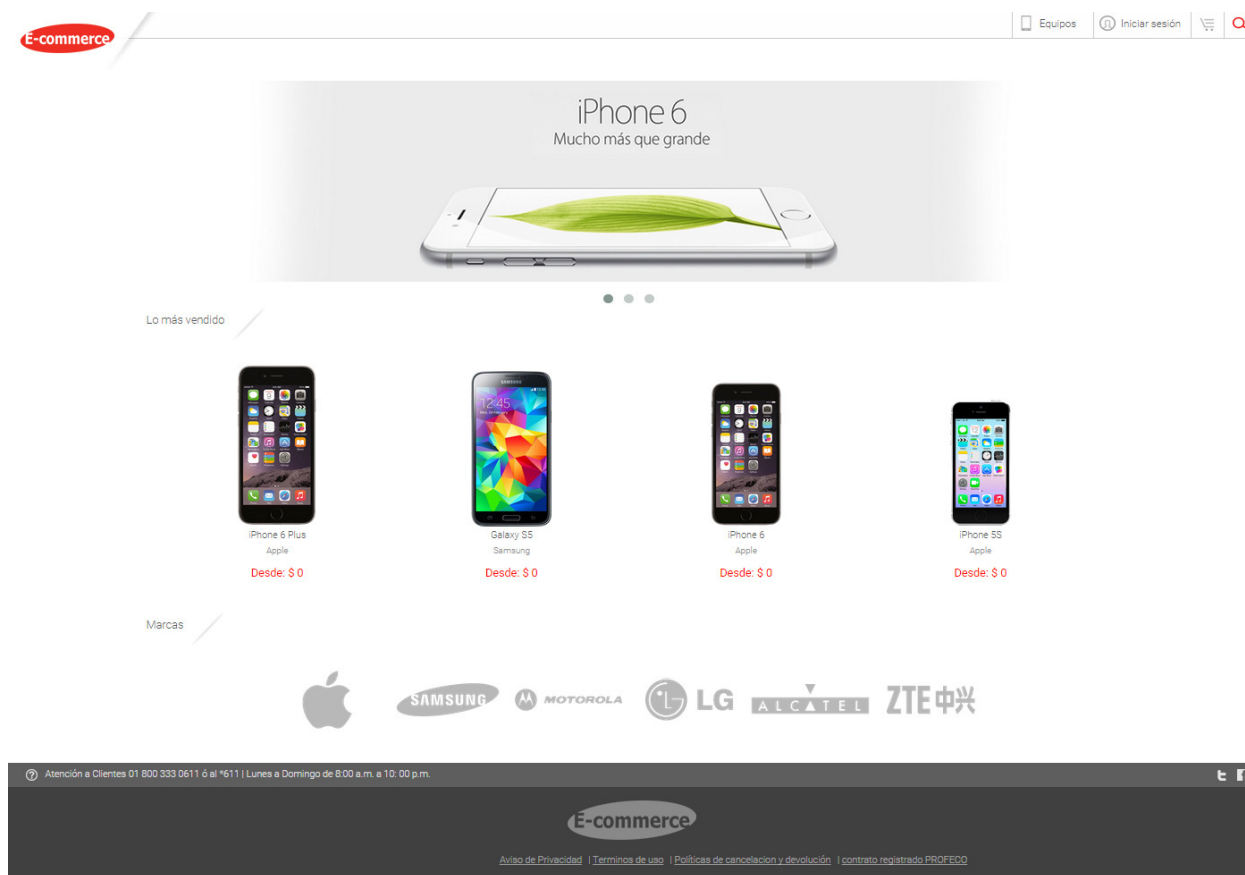 E-commerce
Equipos
Iniciar sesión
iPhone 6
Mucho más que grande
Lo más vendido
SAMSUNG
12:45
iPhone 6 Plus
Apple
Desde: $ 0
Galaxy S5
Samsung
Desde: $ 0
iPhone 6
Apple
Desde: $ 0
iPhone 5S
Apple
Desde: $ 0
Marcas
SAMSUNG
MOTOROLA
LG
ALCATEL
ZTE中兴
Atención a Clientes 01 800 333 0611 ó al *611 | Lunes a Domingo de 8:00 a.m. a 10: 00 p.m.
E-commerce
Aviso de Privacidad | Terminos de uso | Políticas de cancelacion y devolución | contrato registrado PROFECO